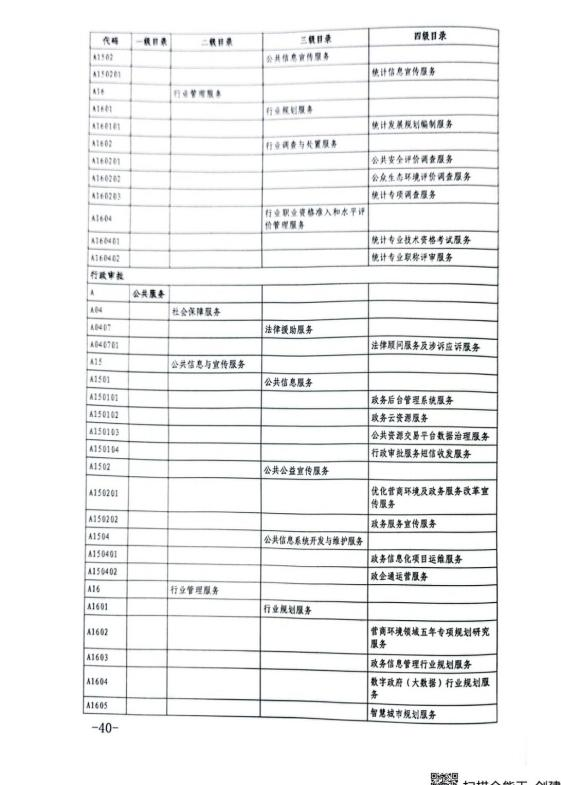 代码 一级目录 二级目录 三级目录 四级目录
A1502 公共信息宣传服务
A150201 统计信息宣传服务
A16 行业管理服务
A1601 行业规划服务
A160101 统计发展规划编制服务
A1602 行业调查与处置服务
A160201 公共安全评价调查服务
A160202 公众生态环境评价调查服务
A160203 统计专项调查服务
A1604 行业职业资格准入和水平评
价管理服务
A160401 统计专业技术资格考试服务
A160402 统计专业职称评审服务
行政审批
A 公共服务
A04 社会保障服务
A0407 法律援助服务
A040701 法律顾问服务及涉诉应诉服务
A15 公共信息与宣传服务
A1501 公共信息服务
A150101 政务后台管理系统服务
A150102 政务云资源服务
A150103 公共资源交易平台数据治理服务
A150104 行政审批服务短信收发服务
A1502 公共公益宣传服务
A150201 优化营商环境及政务服务改革宣
传服务
A150202 政务服务宣传服务
A1504 公共信息系统开发与维护服务
A150401 政务信息化项目运维服务
A150402 政企通运营服务
A16 行业管理服务
A1601 行业规划服务
A1602 营商环境领域五年专项规划研究
服务
A1603 政务信息管理行业规划服务
A1604 数字政府（大数据）行业规划服
务
A1605 智慧城市规划服务
-40-